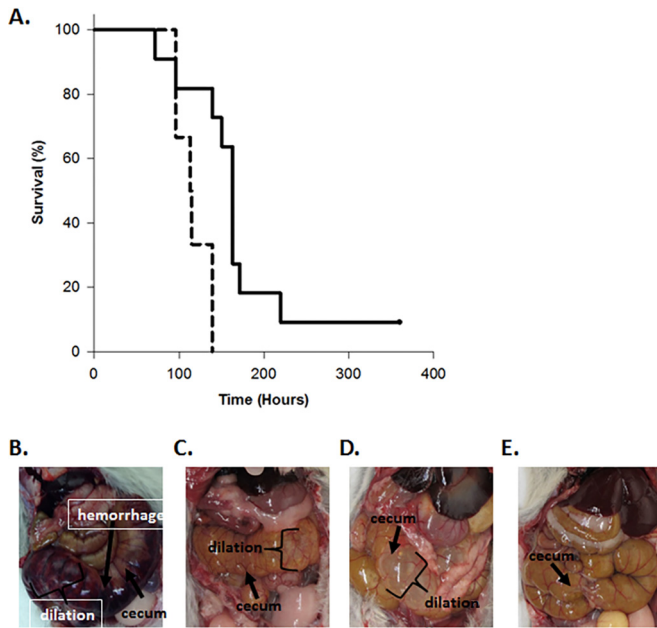 A.
100
80
60
40
20
0
Survival (%)
0 100 200 300 400
Time (Hours)
B. C. D. E.
hemorrhage
dilation
cecum
dilation
cecum
cecum
dilation
cecum